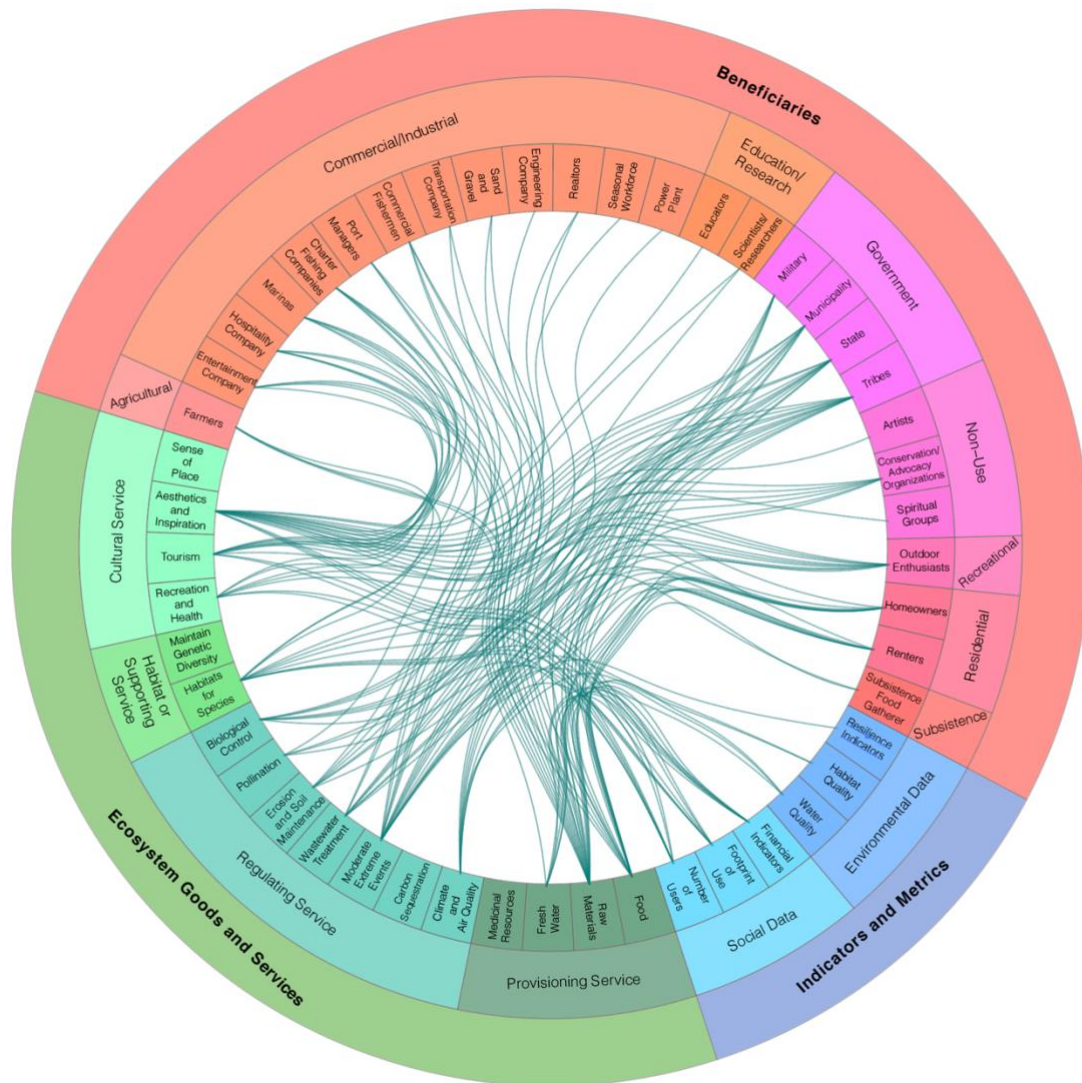 Beneficiaries
Commercial/Industrial
Education/
Research
Government
Non-Use
Recreational
Residential
Subsistence
Agricultural
Farmers
Entertainment
Company
Hospitality
Company
Marinas
Charter
Fishing
Companies
Port
Managers
Commercial
Fishermen
Transportation
Company
Sand
and
Gravel
Engineering
Company
Realtors
Seasonal
Workforce
Power
Plant
Educators
Scientists/
Researchers
Military
Municipality
State
Tribes
Artists
Conservation/
Advocacy
Organizations
Spiritual
Groups
Outdoor
Enthusiasts
Homeowners
Renters
Subsistence
Food
Gatherer
Indicators and Metrics
Environmental Data
Resilience
Indicators
Habitat
Quality
Water
Quality
Social Data
Financial
Indicators
Footprint
of
Use
Number
of
Users
Ecosystem Goods and Services
Provisioning Service
Food
Raw
Materials
Fresh
Water
Medicinal
Resources
Regulating Service
Climate
and
Air Quality
Carbon
Sequestration
Moderate
Extreme
Events
Wastewater
Treatment
Erosion
and Soil
Maintenance
Pollination
Biological
Control
Habitat or
Supporting
Service
Habitats
for
Species
Maintain
Genetic
Diversity
Cultural Service
Recreation
and
Health
Tourism
Aesthetics
and
Inspiration
Sense
of
Place